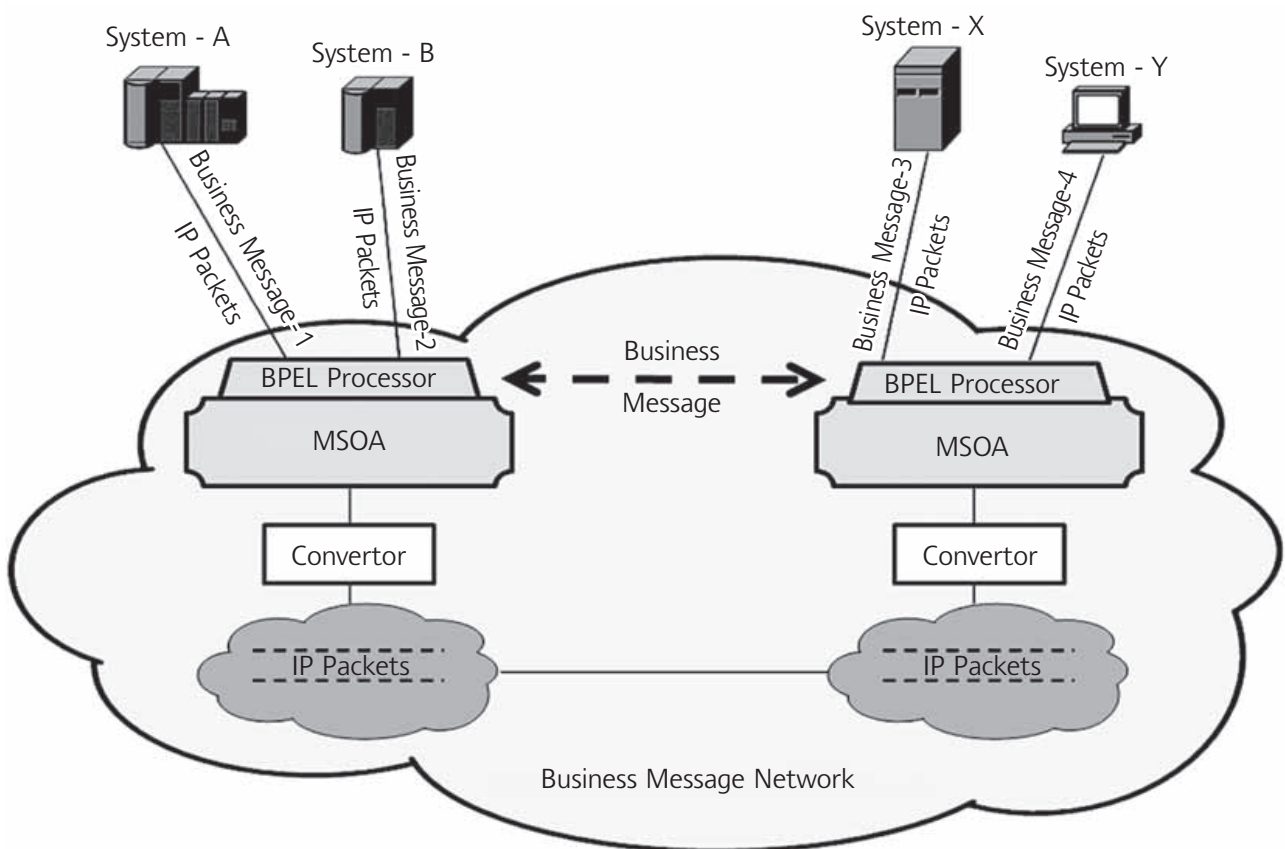 System - A
System - B
System - X
System - Y
Business Message-1
IP Packets
Business Message-2
IP Packets
Business Message-3
IP Packets
Business Message-4
IP Packets
BPEL Processor
Business
Message
BPEL Processor
MSOA
MSOA
Convertor
Convertor
IP Packets
IP Packets
Business Message Network